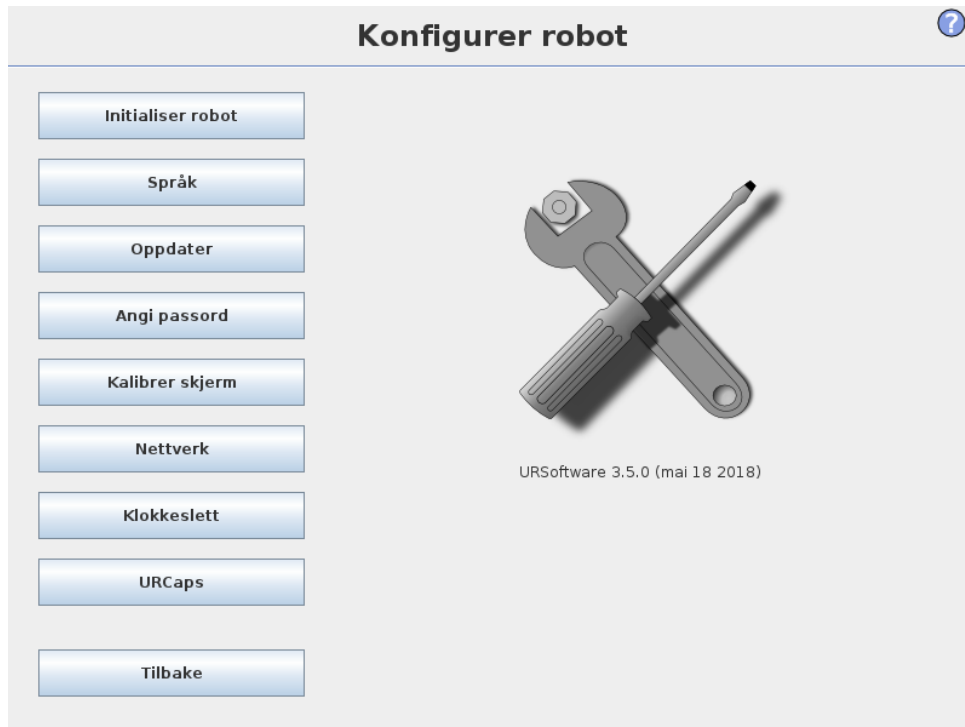 Konfigurer robot
?
Initialiser robot
Språk
Oppdater
Angi passord
Kalibrer skjerm
Nettverk
Klokkeslett
URCaps
Tilbake
URSoftware 3.5.0 (mai 18 2018)